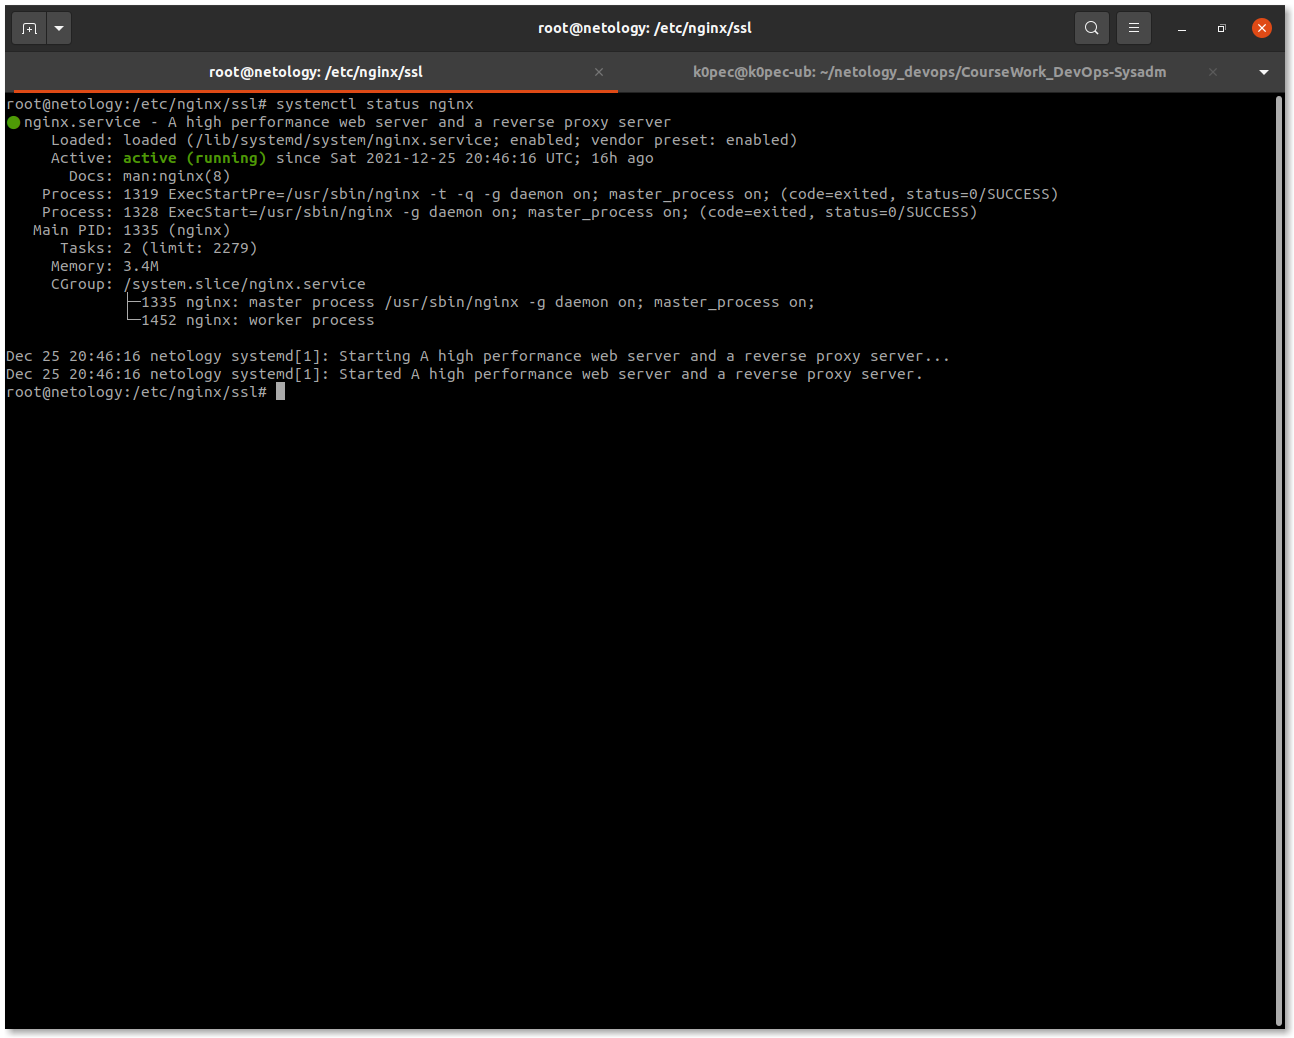 root@netology: /etc/nginx/ssl
root@netology: /etc/nginx/ssl
k0pec@k0pec-ub: ~/netology_devops/CourseWork_DevOps-Sysadm
root@netology:/etc/nginx/ssl# systemctl status nginx
● nginx.service - A high performance web server and a reverse proxy server
     Loaded: loaded (/lib/systemd/system/nginx.service; enabled; vendor preset: enabled)
     Active: active (running) since Sat 2021-12-25 20:46:16 UTC; 16h ago
       Docs: man:nginx(8)
    Process: 1319 ExecStartPre=/usr/sbin/nginx -t -q -g daemon on; master_process on; (code=exited, status=0/SUCCESS)
    Process: 1328 ExecStart=/usr/sbin/nginx -g daemon on; master_process on; (code=exited, status=0/SUCCESS)
   Main PID: 1335 (nginx)
      Tasks: 2 (limit: 2279)
     Memory: 3.4M
     CGroup: /system.slice/nginx.service
             ├─1335 nginx: master process /usr/sbin/nginx -g daemon on; master_process on;
             └─1452 nginx: worker process
Dec 25 20:46:16 netology systemd[1]: Starting A high performance web server and a reverse proxy server...
Dec 25 20:46:16 netology systemd[1]: Started A high performance web server and a reverse proxy server.
root@netology:/etc/nginx/ssl#